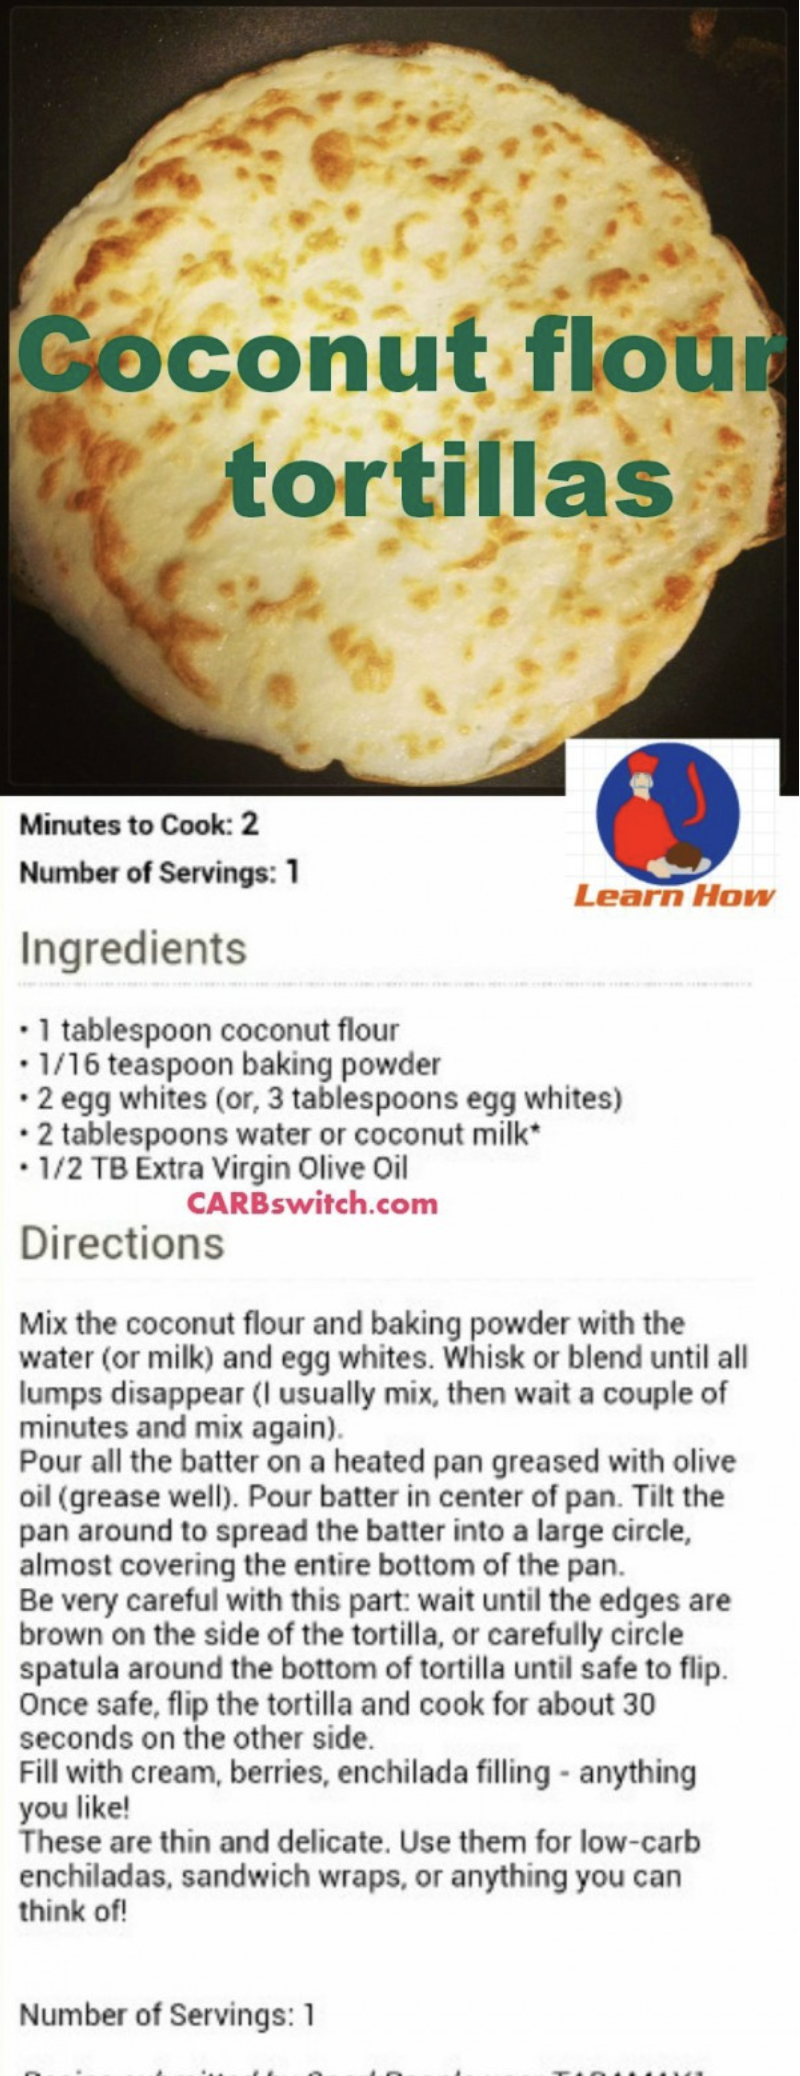 Coconut flour
tortillas
Minutes to Cook: 2
Number of Servings: 1
Learn How
Ingredients
• 1 tablespoon coconut flour
• 1/16 teaspoon baking powder
• 2 egg whites (or, 3 tablespoons egg whites)
• 2 tablespoons water or coconut milk*
• 1/2 TB Extra Virgin Olive Oil
CARBswitch.com
Directions
Mix the coconut flour and baking powder with the
water (or milk) and egg whites. Whisk or blend until all
lumps disappear (I usually mix, then wait a couple of
minutes and mix again).
Pour all the batter on a heated pan greased with olive
oil (grease well). Pour batter in center of pan. Tilt the
pan around to spread the batter into a large circle,
almost covering the entire bottom of the pan.
Be very careful with this part: wait until the edges are
brown on the side of the tortilla, or carefully circle
spatula around the bottom of tortilla until safe to flip.
Once safe, flip the tortilla and cook for about 30
seconds on the other side.
Fill with cream, berries, enchilada filling - anything
you like!
These are thin and delicate. Use them for low-carb
enchiladas, sandwich wraps, or anything you can
think of!
Number of Servings: 1